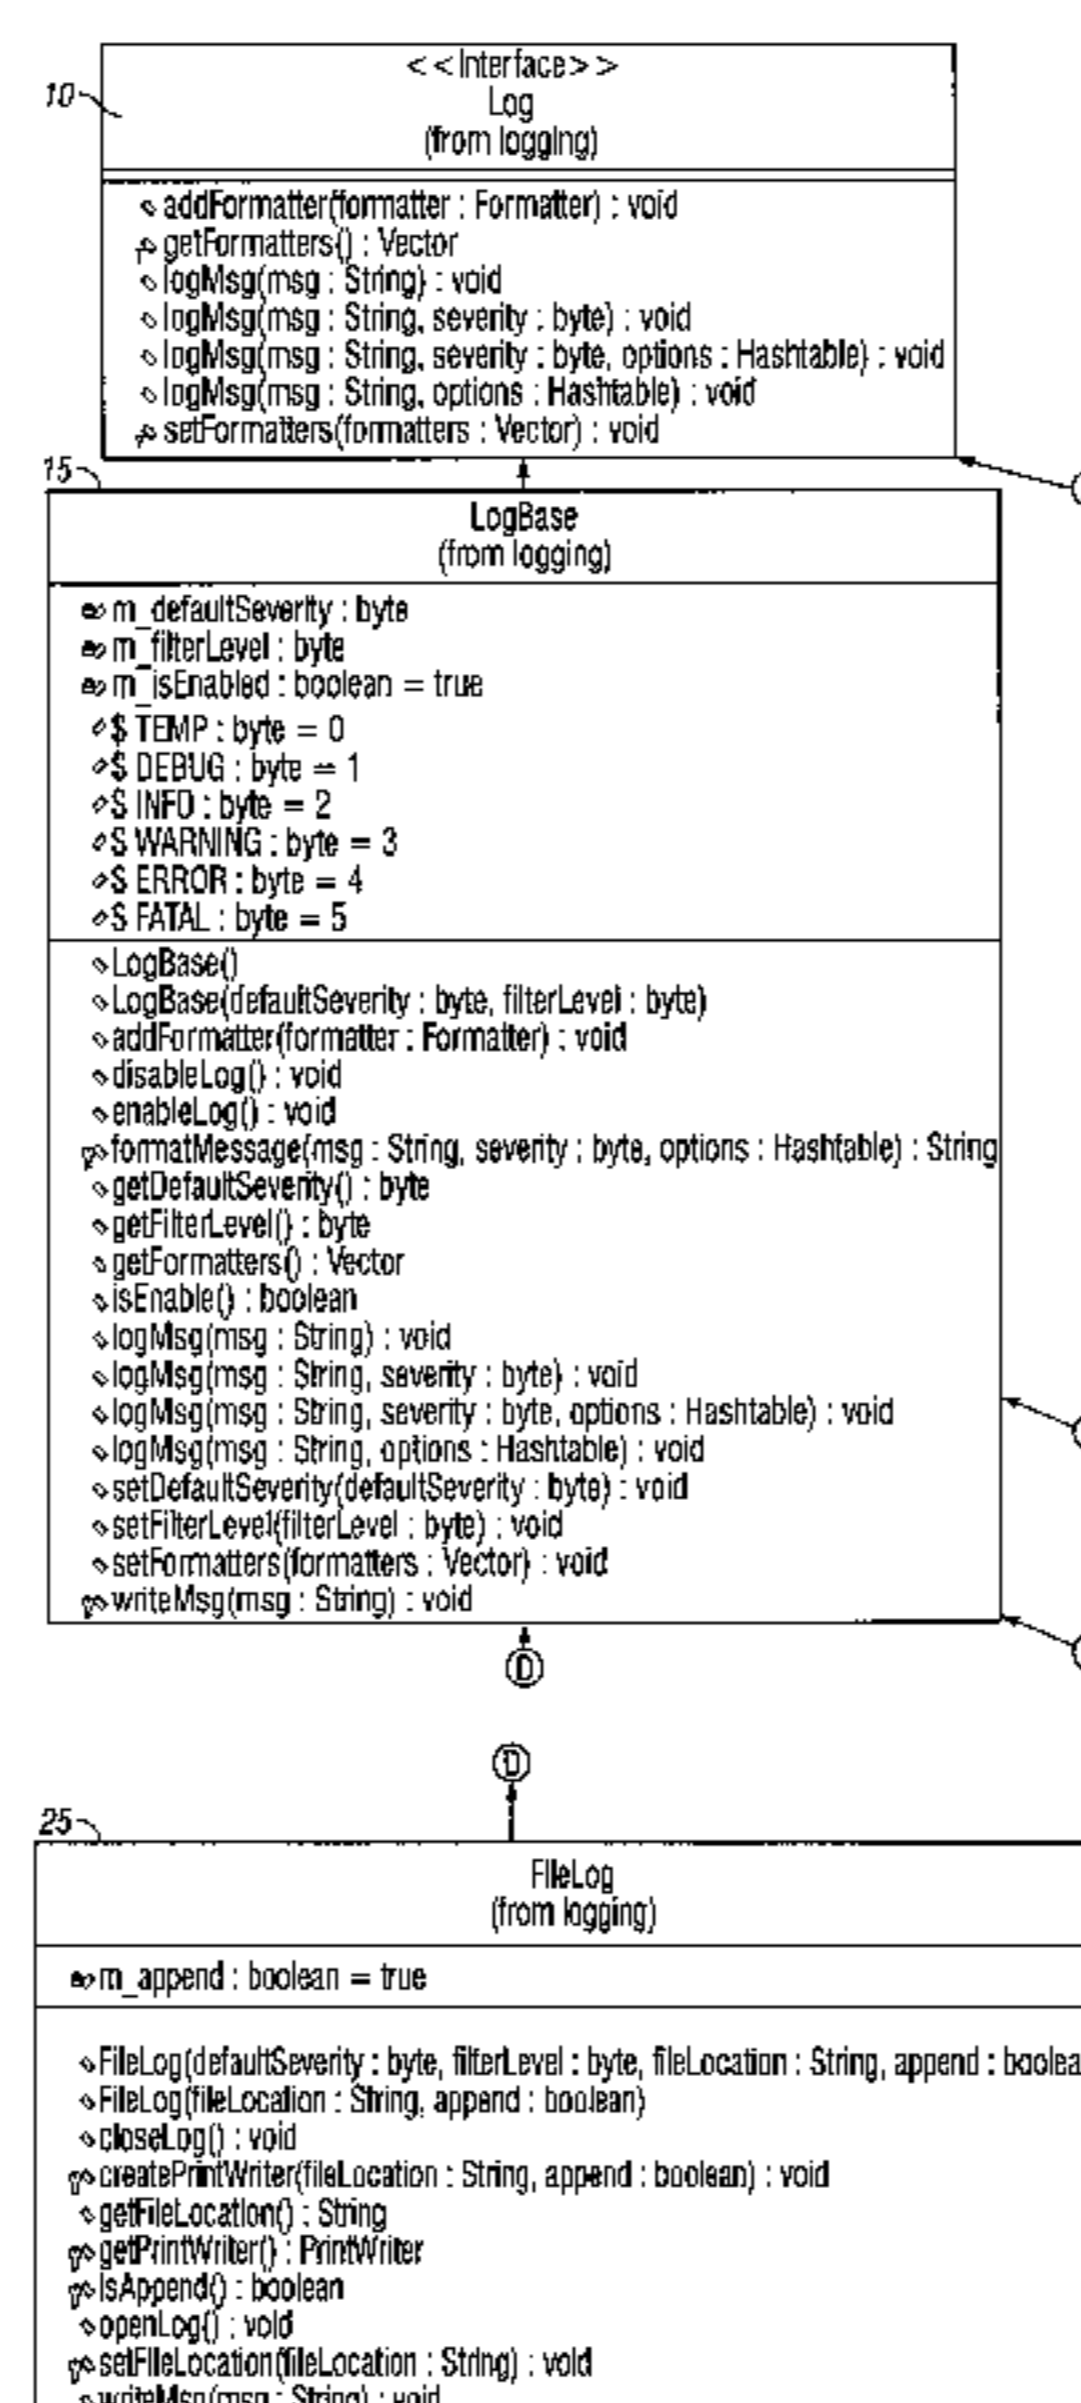 10
<<Interface>>
Log
(from logging)
addFormatter(formatter : Formatter) : void
getFormatters() : Vector
logMsg(msg : String) : void
logMsg(msg : String, severity : byte) : void
logMsg(msg : String, severity : byte, options : Hashtable) : void
logMsg(msg : String, options : Hashtable) : void
setFormatters(formatters : Vector) : void
15
LogBase
(from logging)
m_defaultSeverity : byte
m_filterLevel : byte
m_isEnabled : boolean = true
$ TEMP : byte = 0
$ DEBUG : byte = 1
$ INFO : byte = 2
$ WARNING : byte = 3
$ ERROR : byte = 4
$ FATAL : byte = 5
LogBase()
LogBase(defaultSeverity : byte, filterLevel : byte)
addFormatter(formatter : Formatter) : void
disableLog() : void
enableLog() : void
formatMessage(msg : String, severity : byte, options : Hashtable) : String
getDefaultSeverity() : byte
getFilterLevel() : byte
getFormatters() : Vector
isEnable() : boolean
logMsg(msg : String) : void
logMsg(msg : String, severity : byte) : void
logMsg(msg : String, severity : byte, options : Hashtable) : void
logMsg(msg : String, options : Hashtable) : void
setDefaultSeverity(defaultSeverity : byte) : void
setFilterLevel(filterLevel : byte) : void
setFormatters(formatters : Vector) : void
writeMsg(msg : String) : void
D
D
25
FileLog
(from logging)
m_append : boolean = true
FileLog(defaultSeverity : byte, filterLevel : byte, fileLocation : String, append : boolea
FileLog(fileLocation : String, append : boolean)
closeLog() : void
createPrintWriter(fileLocation : String, append : boolean) : void
getFileLocation() : String
getPrintWriter() : PrintWriter
isAppend() : boolean
openLog() : void
setFileLocation(fileLocation : String) : void
writeMsg(msg : String) : void